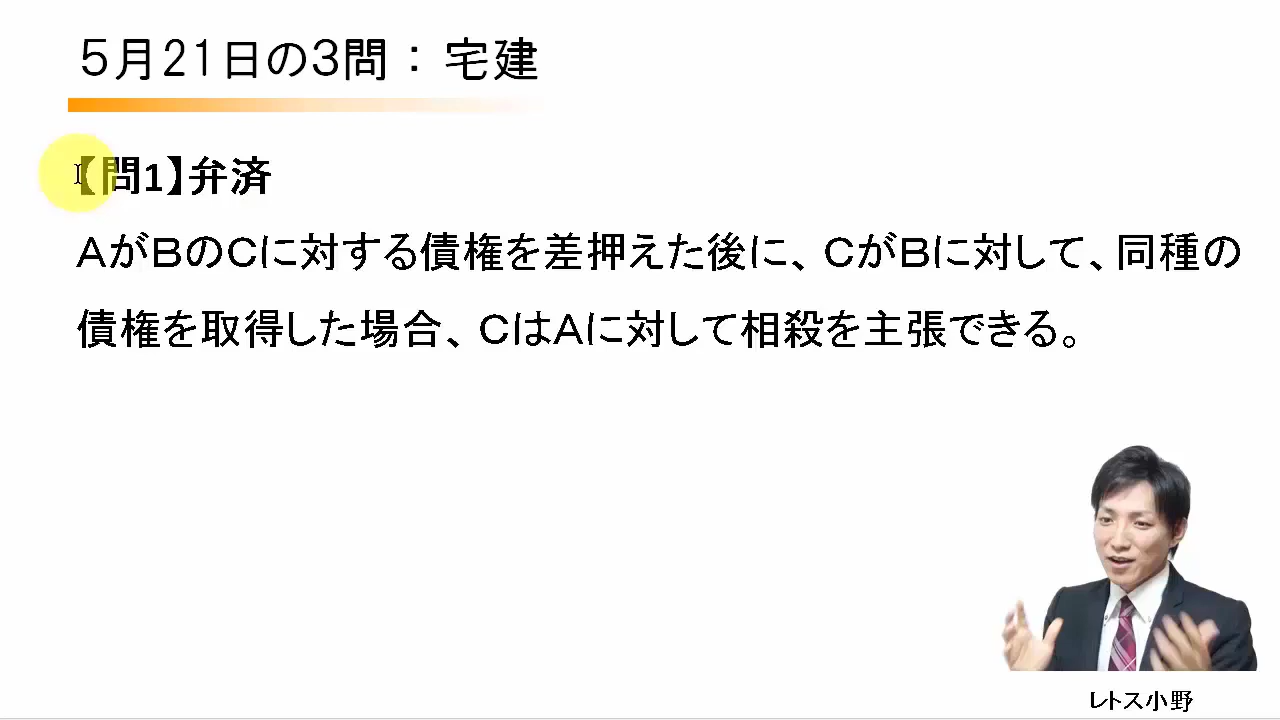 ５月21日の３問：宅建
【問1】弁済
ＡがＢのＣに対する債権を差押えた後に、ＣがＢに対して、同種の
債権を取得した場合、ＣはＡに対して相殺を主張できる。
レトス小野